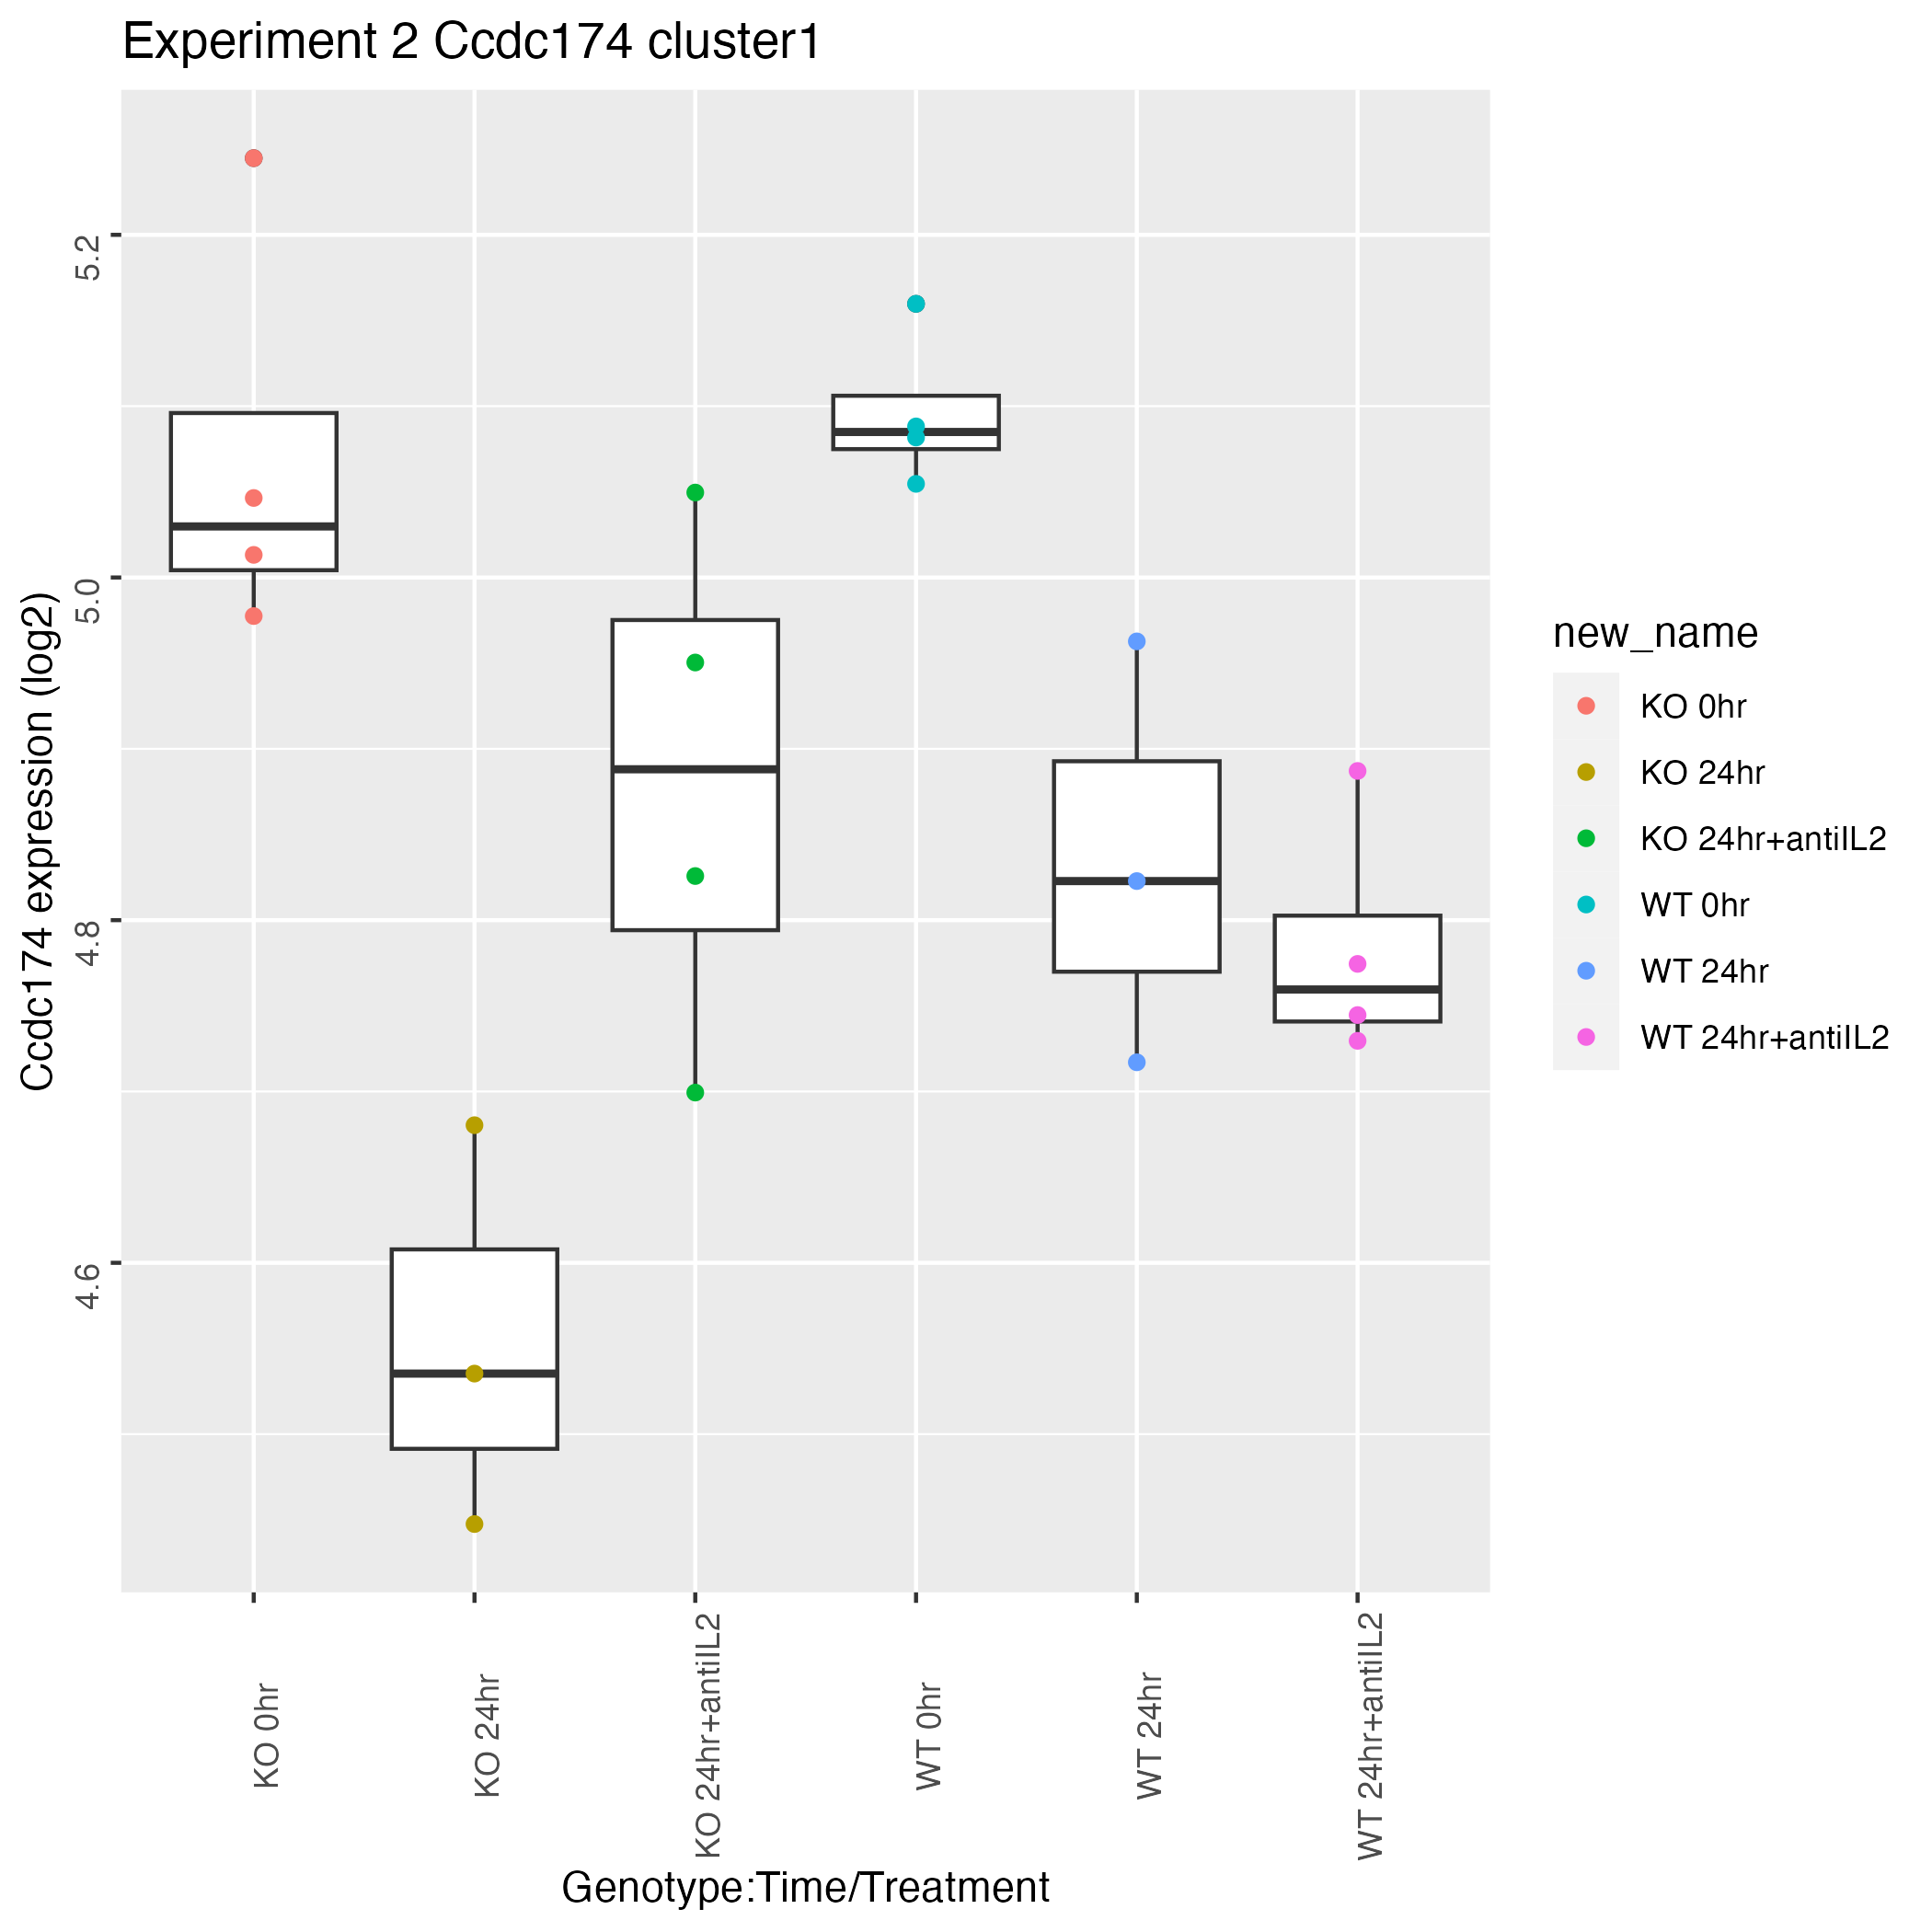 Experiment 2 Ccdc174 cluster1
Ccdc174 expression (log2)
5.2
5.0
4.8
4.6
KO 0hr
KO 24hr
KO 24hr+antiIL2
WT 0hr
WT 24hr
WT 24hr+antiIL2
Genotype:Time/Treatment
new_name
KO 0hr
KO 24hr
KO 24hr+antiIL2
WT 0hr
WT 24hr
WT 24hr+antiIL2